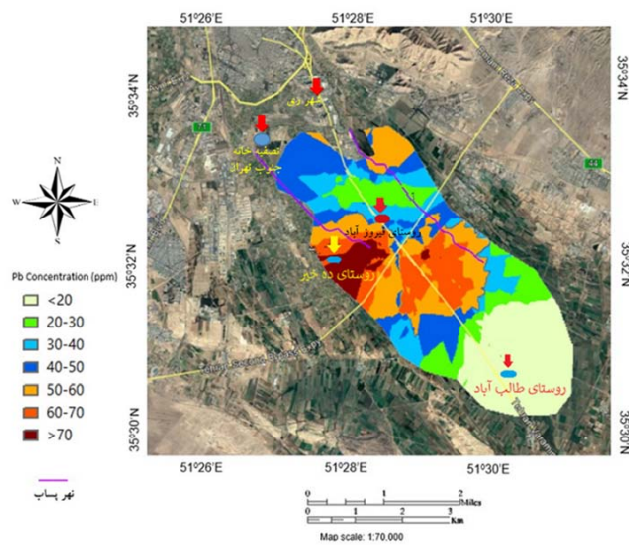 51°26'E
51°28'E
51°30'E
35°34'N
35°34'N
شهر ری
تصفیه خانه
جنوب تهران
روستای فیروز آباد
35°32'N
35°32'N
روستای ده خیر
روستای طالب آباد
35°30'N
35°30'N
51°26'E
51°28'E
51°30'E
N
W
E
S
Pb Concentration (ppm)
<20
20-30
30-40
40-50
50-60
60-70
>70
نهر پساب
0
1
2
Miles
0
1
2
3
Km
Map scale: 1:70,000